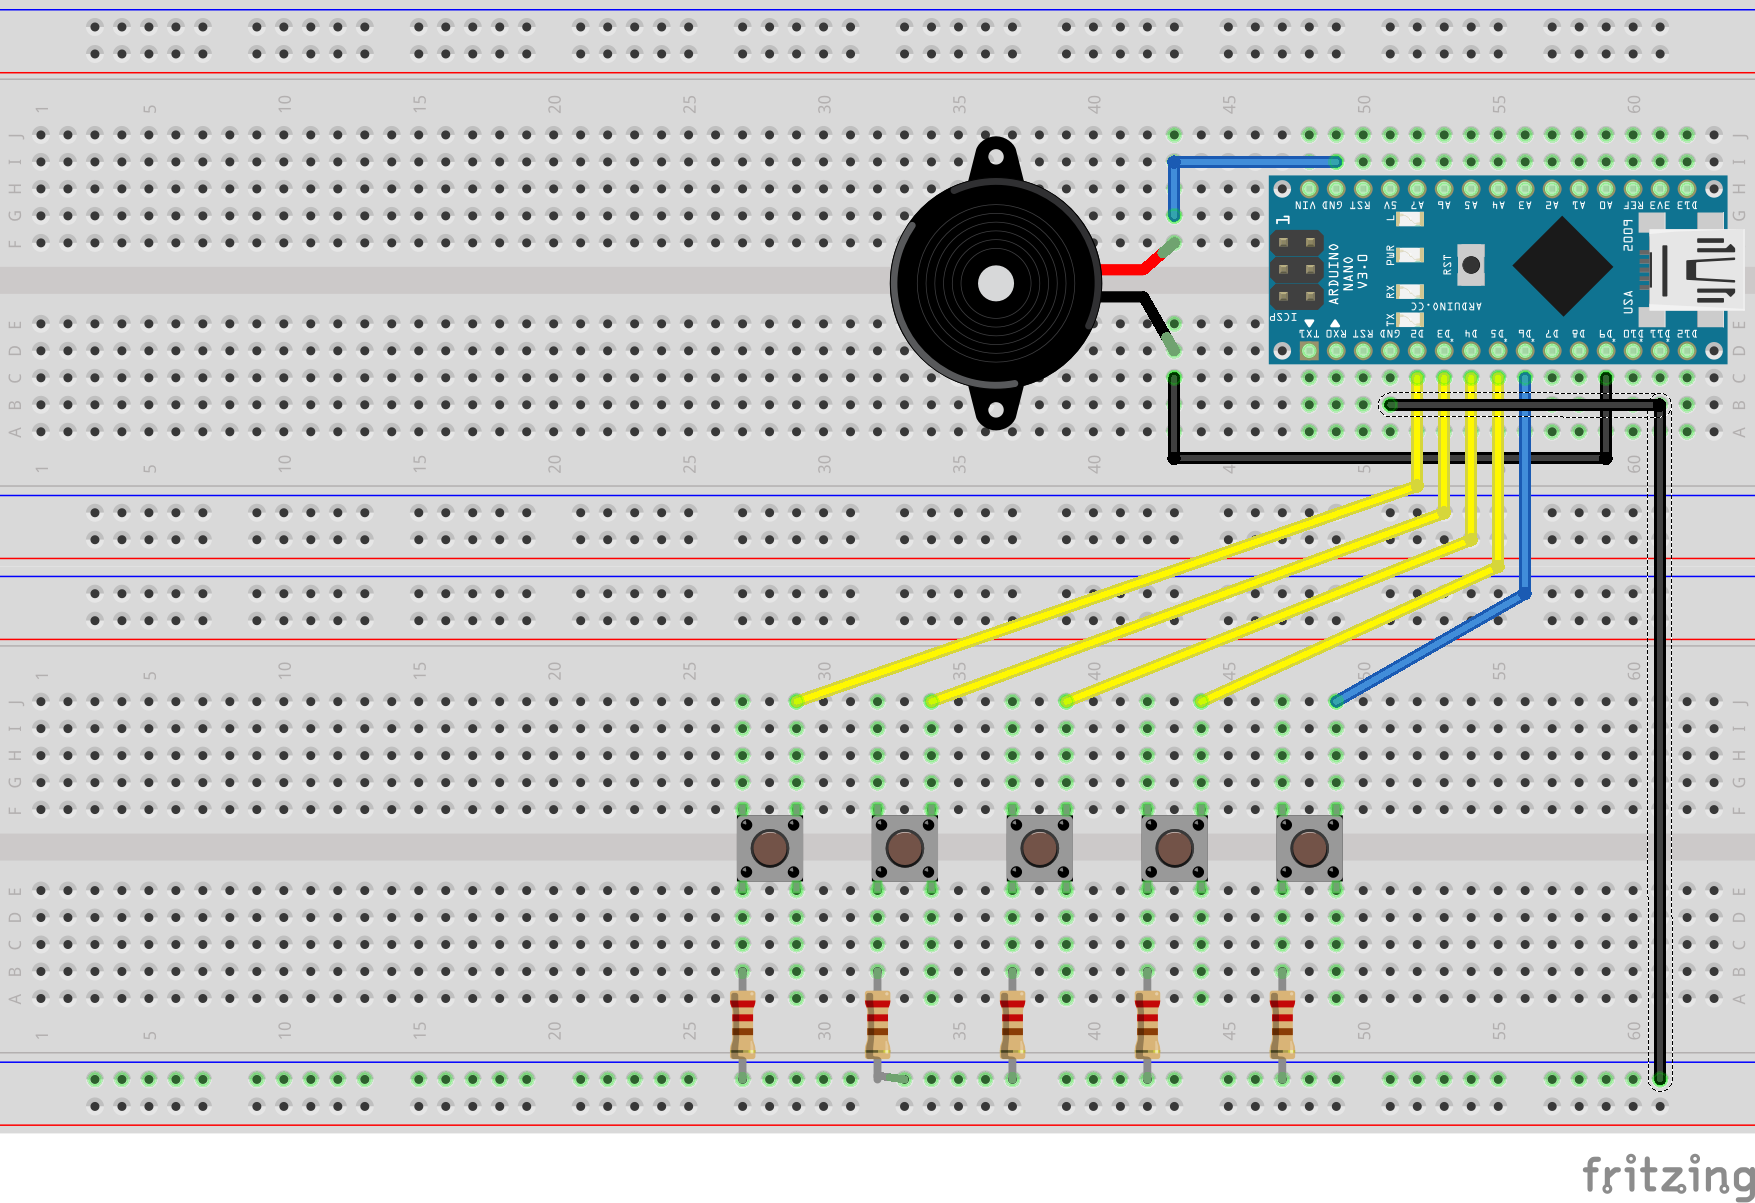 1 5 10 15 20 25 30 35 40 45 50 55 60
J J
I I
H H
G G
F F
VIN GND RST 5V A7 A6 A5 A4 A3 A2 A1 A0 REF 3V3 D13
1
L
PWR
RX
TX
RST
ARDUINO
NANO
V3.0
ARDUINO.CC
USA
ICSP
TX1 RX0 RST GND D2 D3 D4 D5 D6 D7 D8 D9 D10 D11 D12
E E
D D
C C
B B
A A
1 5 10 15 20 25 30 35 40 45 50 55 60
1 5 10 15 20 25 30 35 40 45 50 55 60
J J
I I
H H
G G
F F
E E
D D
C C
B B
A A
1 5 10 15 20 25 30 35 40 45 50 55 60
fritzing